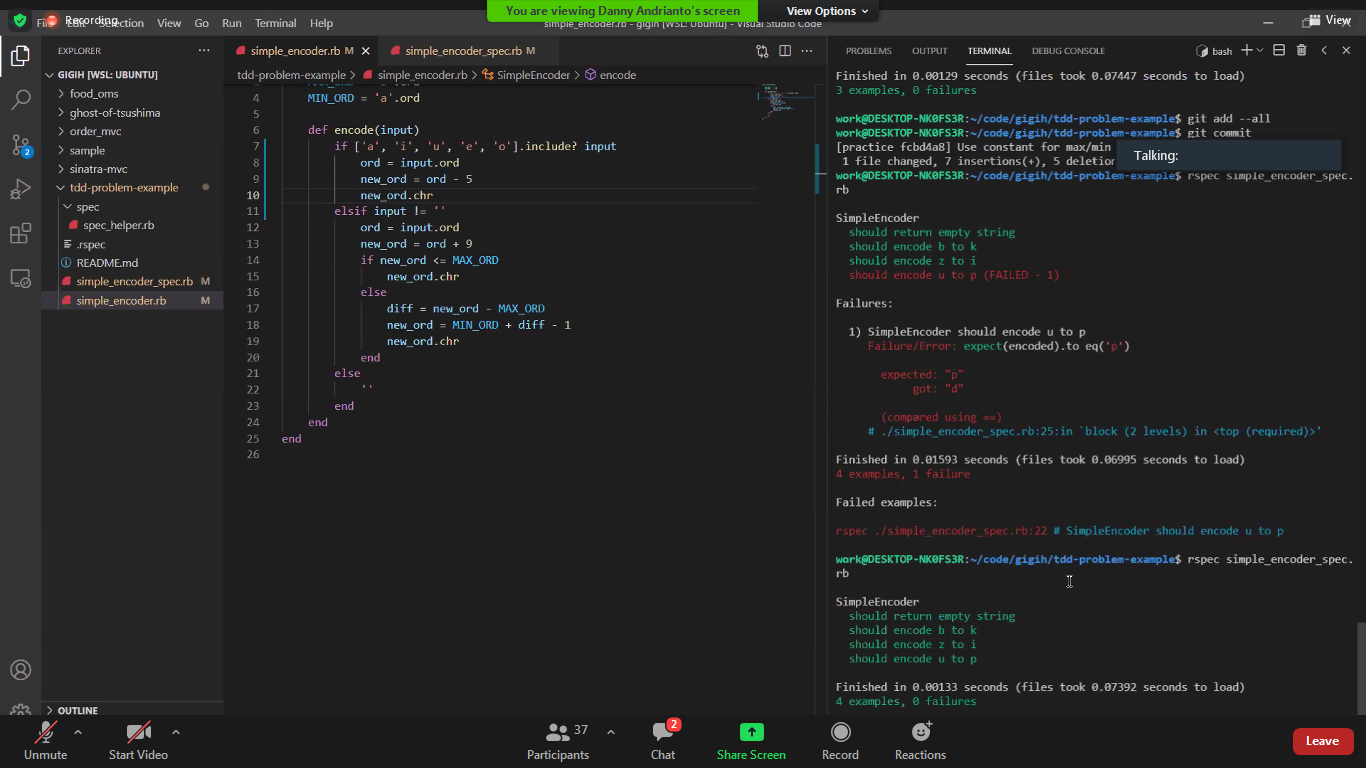 Recording
You are viewing Danny Andrianto's screen
View Options
View
File Edit Selection View Go Run Terminal Help
simple_encoder.rb - gigih [WSL: Ubuntu] - Visual Studio Code
EXPLORER
GIGIH [WSL: UBUNTU]
food_oms
ghost-of-tsushima
order_mvc
sample
sinatra-mvc
tdd-problem-example
spec
spec_helper.rb
.rspec
README.md
simple_encoder_spec.rb M
simple_encoder.rb M
OUTLINE
2
simple_encoder.rb M
simple_encoder_spec.rb M
tdd-problem-example > simple_encoder.rb > SimpleEncoder > encode
4 MIN_ORD = 'a'.ord
5
6 def encode(input)
7 if ['a', 'i', 'u', 'e', 'o'].include? input
8 ord = input.ord
9 new_ord = ord - 5
10 new_ord.chr
11 elsif input != ''
12 ord = input.ord
13 new_ord = ord + 9
14 if new_ord <= MAX_ORD
15 new_ord.chr
16 else
17 diff = new_ord - MAX_ORD
18 new_ord = MIN_ORD + diff - 1
19 new_ord.chr
20 end
21 else
22 ''
23 end
24 end
25 end
26
PROBLEMS OUTPUT TERMINAL DEBUG CONSOLE
bash
Finished in 0.00129 seconds (files took 0.07447 seconds to load)
3 examples, 0 failures
work@DESKTOP-NK0FS3R:~/code/gigih/tdd-problem-example$ git add --all
work@DESKTOP-NK0FS3R:~/code/gigih/tdd-problem-example$ git commit
[practice fcbd4a8] Use constant for max/min
1 file changed, 7 insertions(+), 5 deletion
Talking:
work@DESKTOP-NK0FS3R:~/code/gigih/tdd-problem-example$ rspec simple_encoder_spec.
rb
SimpleEncoder
should return empty string
should encode b to k
should encode z to i
should encode u to p (FAILED - 1)
Failures:
1) SimpleEncoder should encode u to p
Failure/Error: expect(encoded).to eq('p')
expected: "p"
got: "d"
(compared using ==)
# ./simple_encoder_spec.rb:25:in `block (2 levels) in <top (required)>'
Finished in 0.01593 seconds (files took 0.06995 seconds to load)
4 examples, 1 failure
Failed examples:
rspec ./simple_encoder_spec.rb:22 # SimpleEncoder should encode u to p
work@DESKTOP-NK0FS3R:~/code/gigih/tdd-problem-example$ rspec simple_encoder_spec.
rb
SimpleEncoder
should return empty string
should encode b to k
should encode z to i
should encode u to p
Finished in 0.00133 seconds (files took 0.07392 seconds to load)
4 examples, 0 failures
Unmute
Start Video
Participants 37
Chat 2
Share Screen
Record
Reactions
Leave